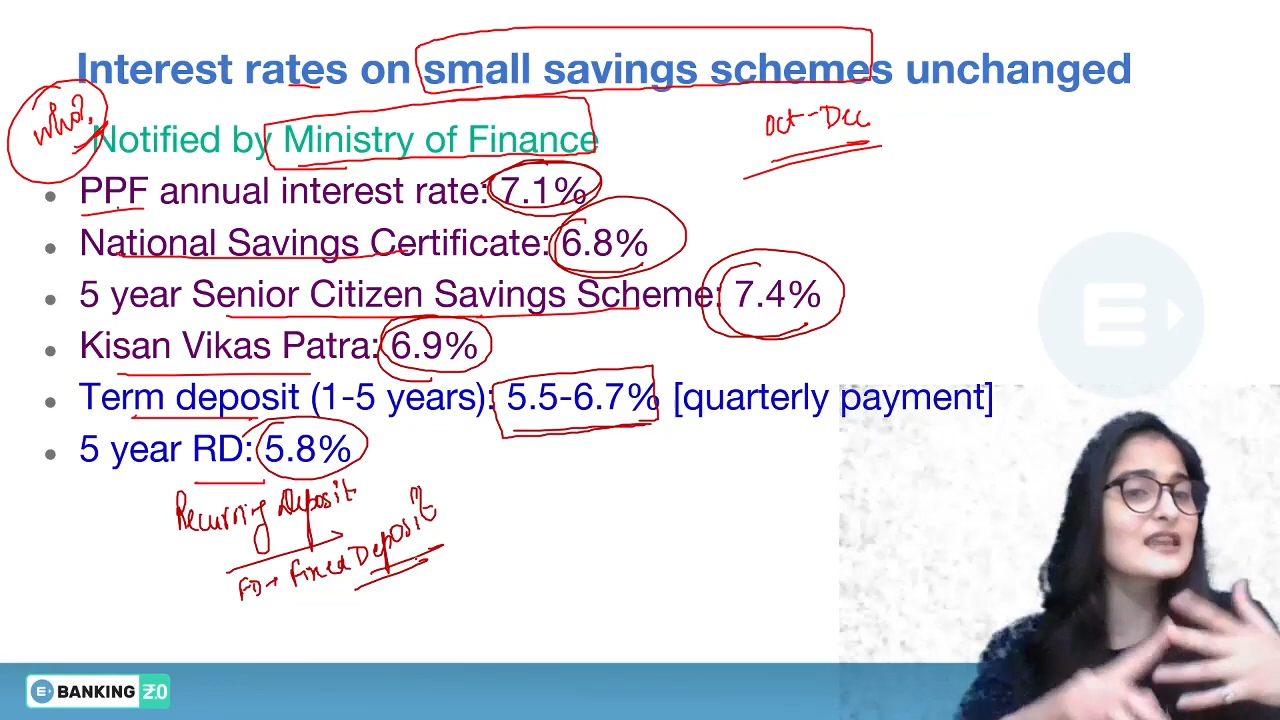 Interest rates on small savings schemes unchanged
who?
Notified by Ministry of Finance
Oct-Dec
PPF annual interest rate: 7.1%
National Savings Certificate: 6.8%
5 year Senior Citizen Savings Scheme: 7.4%
Kisan Vikas Patra: 6.9%
Term deposit (1-5 years): 5.5-6.7% [quarterly payment]
5 year RD: 5.8%
Recurring Deposit
FD → Fixed Deposit
E
E BANKING 2.0